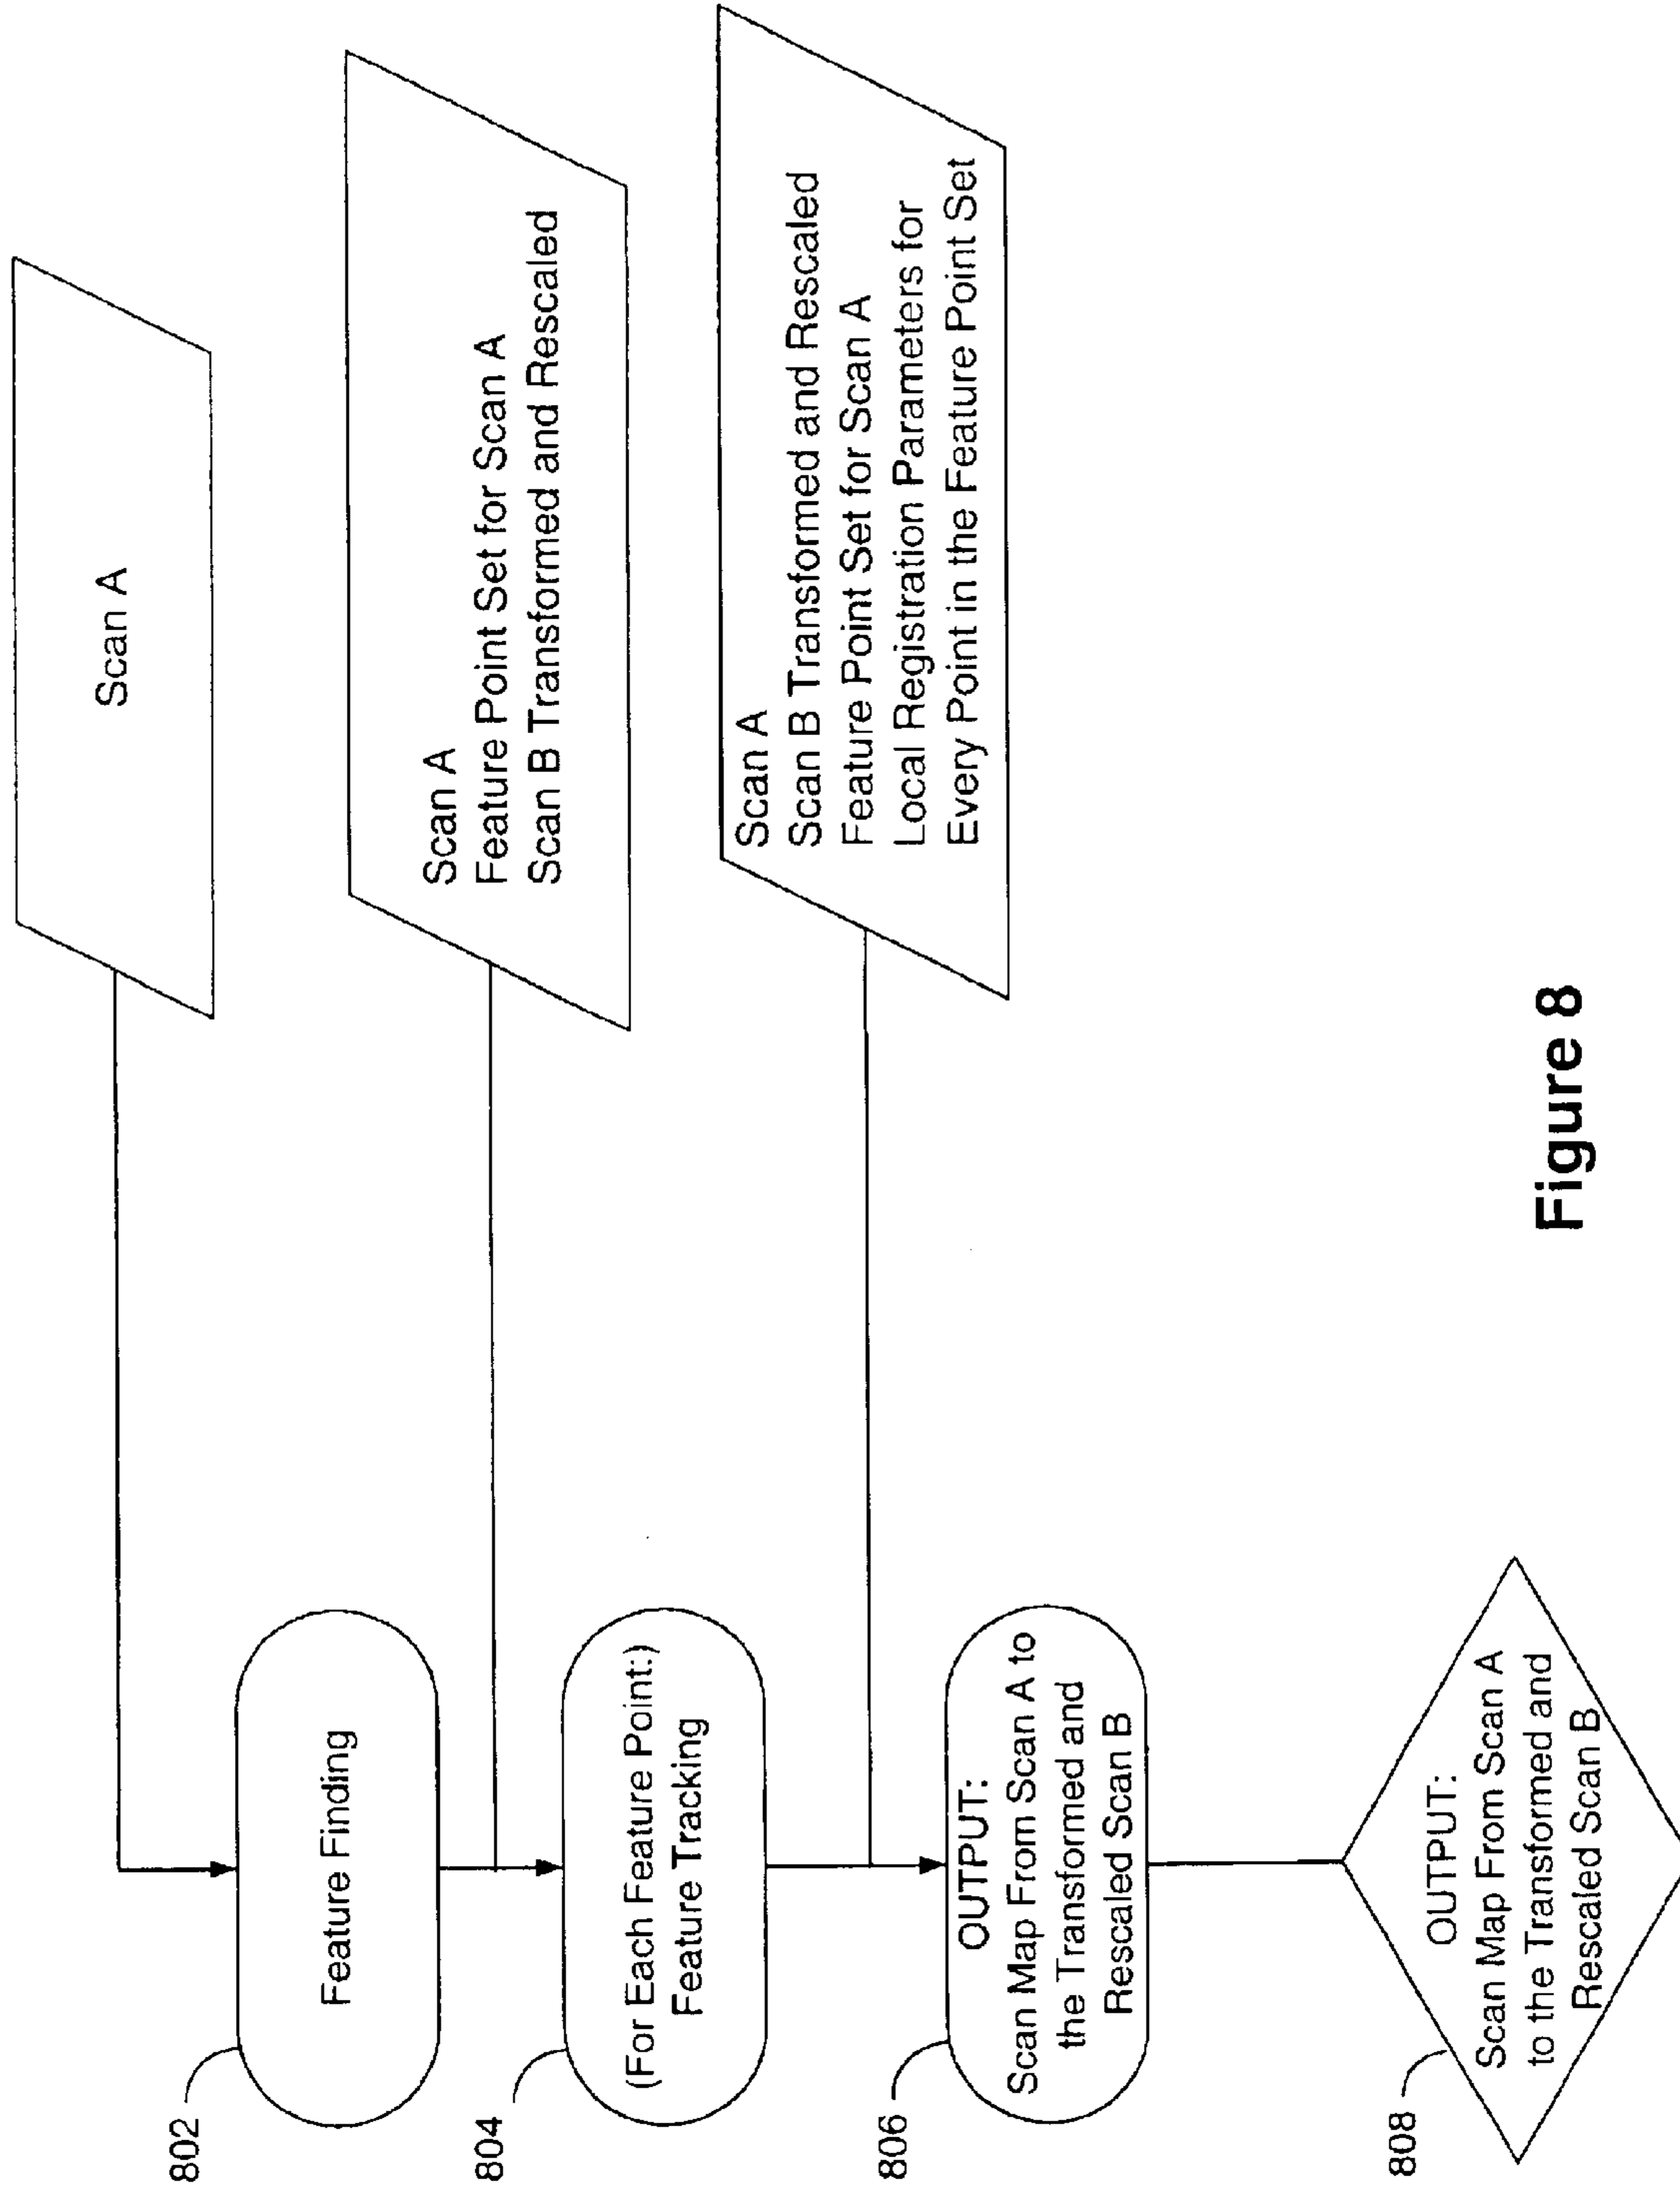 Scan A
802
Feature Finding
Scan A
Feature Point Set for Scan A
Scan B Transformed and Rescaled
804
(For Each Feature Point:)
Feature Tracking
Scan A
Scan B Transformed and Rescaled
Feature Point Set for Scan A
Local Registration Parameters for
Every Point in the Feature Point Set
806
OUTPUT:
Scan Map From Scan A to
the Transformed and
Rescaled Scan B
808
OUTPUT:
Scan Map From Scan A
to the Transformed and
Rescaled Scan B
Figure 8